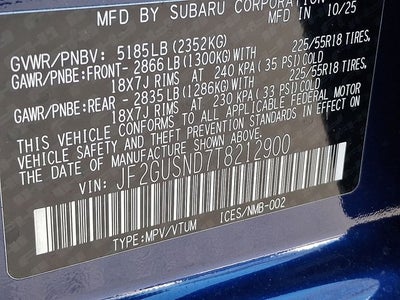 MFD BY SUBARU CORPORATION
IN 10/25
GVWR/PNBV: 5185 LB (2352KG)
GAWR/PNBE:FRONT- 2866 LB (1300KG)WITH 225/55R18 TIRES,
18X7J RIMS AT 240 KPA ( 35 PSI) COLD
GAWR/PNBE:REAR - 2835 LB (1286KG)WITH 225/55R18 TIRES,
18X7J RIMS AT 230 KPA ( 33 PSI) COLD
THIS VEHICLE CONFORMS TO ALL APPLICABLE FEDERAL MOTOR
VEHICLE SAFETY AND THEFT PREVENTION STANDARDS IN EFFECT ON
THIS DATE OF MANUFACTURE SHOWN ABOVE.
VIN: JF2GUSND7T8212900
ICES/NMB-002
TYPE:MPV/VTUM